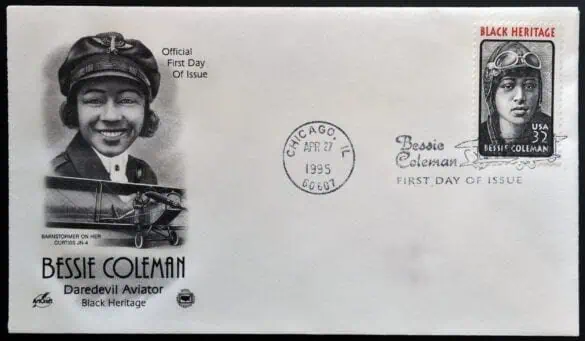 Official
First Day
Of Issue
BARNSTORMER ON HER
CURTISS JN-4
BESSIE COLEMAN
Daredevil Aviator
Black Heritage
ArtCraft
CHICAGO, IL
APR 27
1995
60607
Bessie
Coleman
FIRST DAY OF ISSUE
BLACK HERITAGE
USA
32
BESSIE COLEMAN